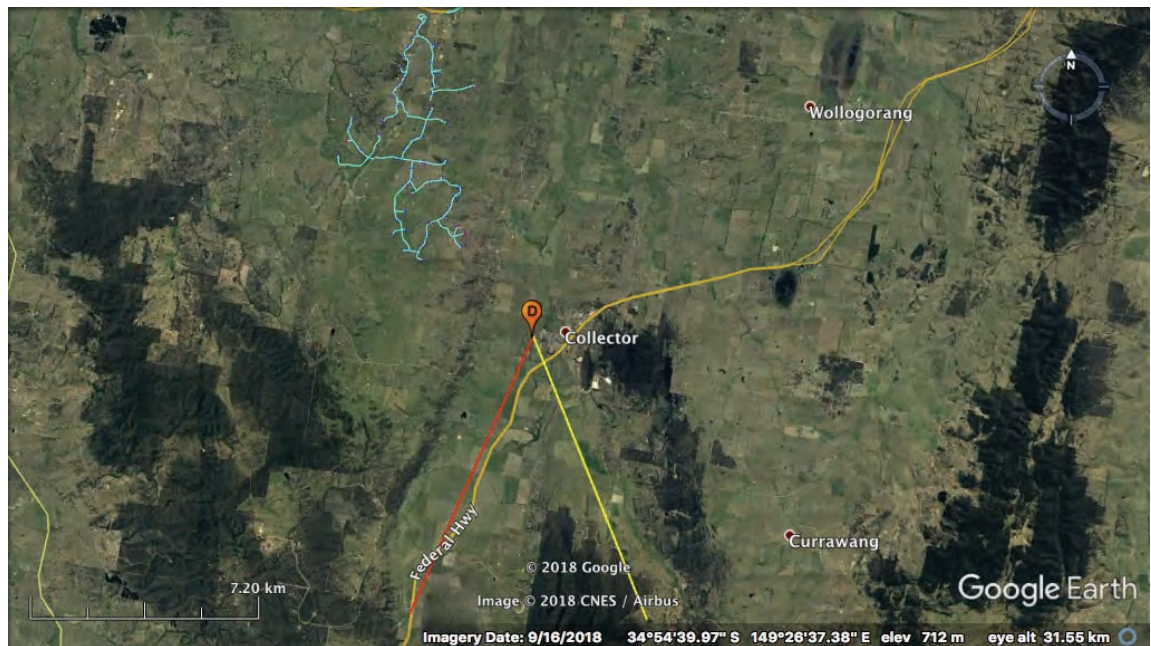 N
Wollogorang
D
Collector
Currawang
Federal Hwy
© 2018 Google
7.20 km
Image © 2018 CNES / Airbus
Google Earth
Imagery Date: 9/16/2018 34°54'39.97" S 149°26'37.38" E elev 712 m eye alt 31.55 km